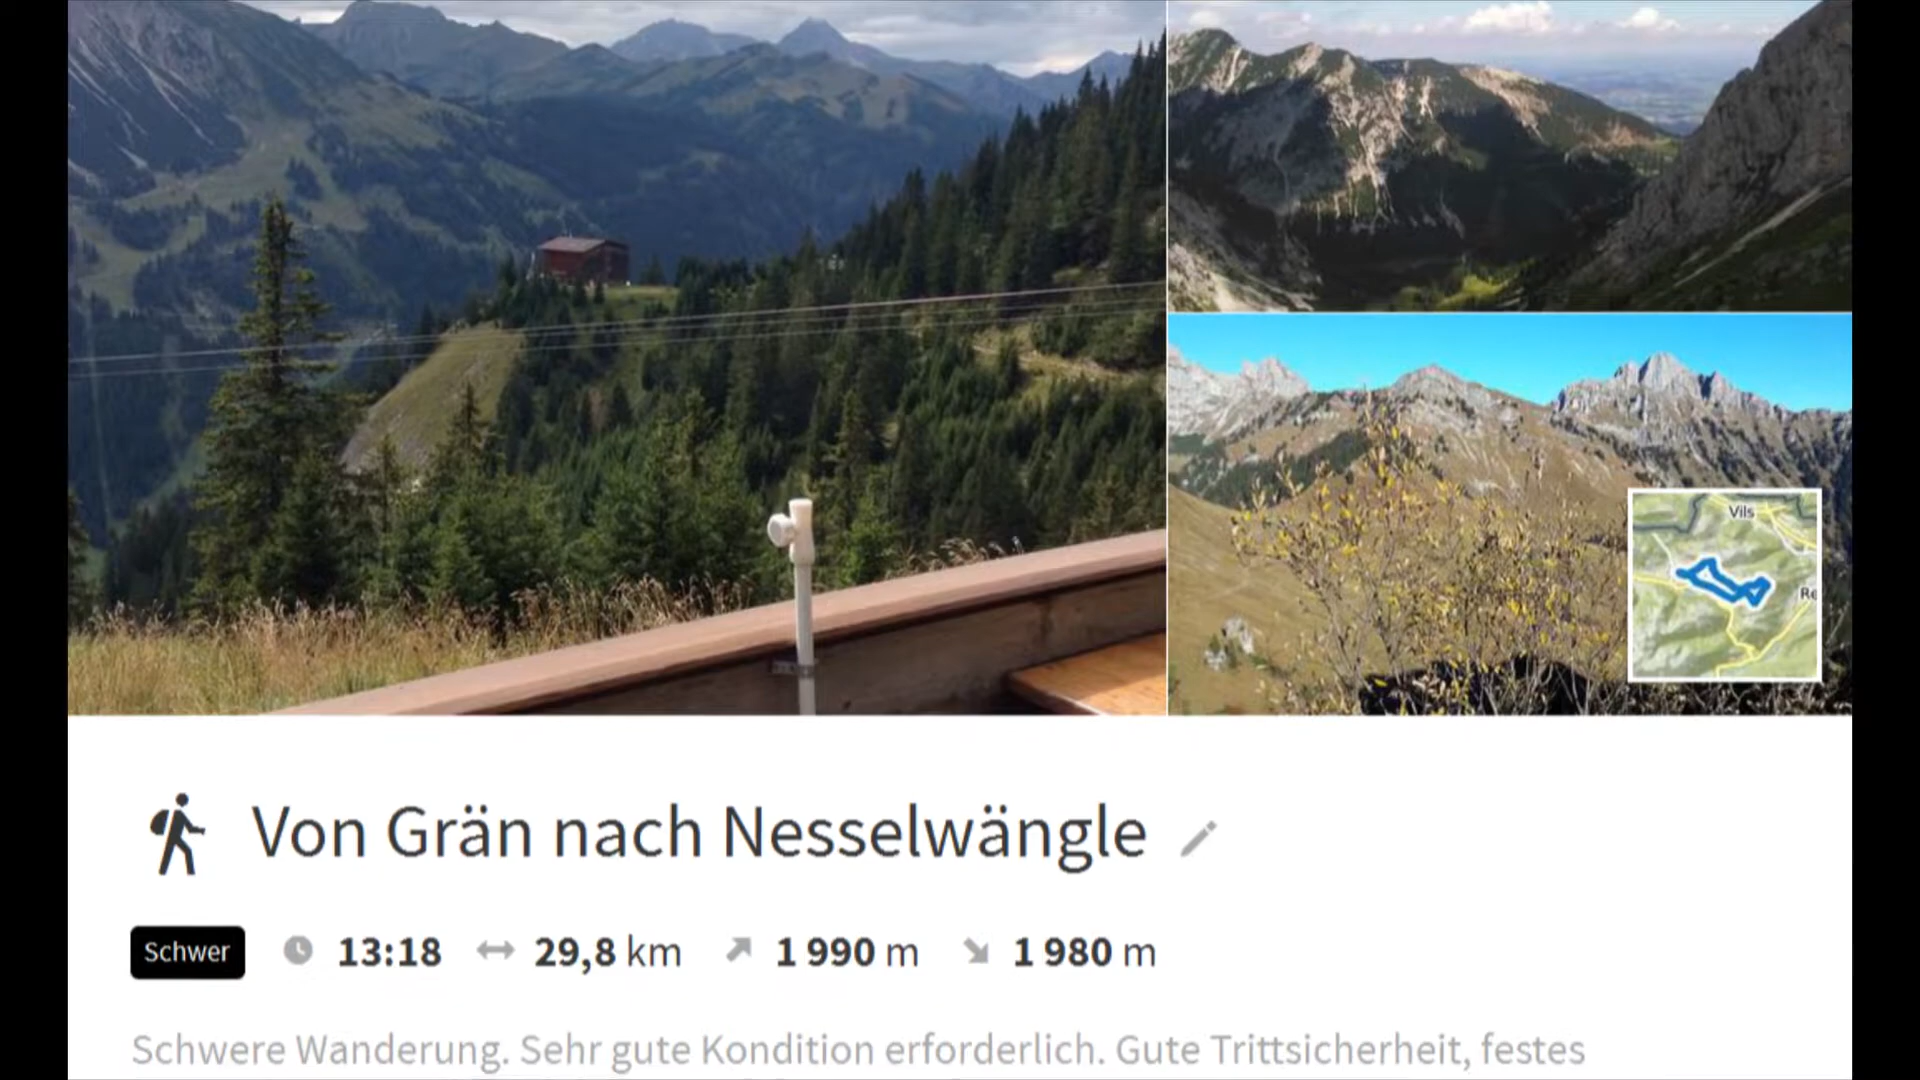 Vils
Re
Von Grän nach Nesselwängle
Schwer 13:18 29,8 km 1 990 m 1 980 m
Schwere Wanderung. Sehr gute Kondition erforderlich. Gute Trittsicherheit, festes